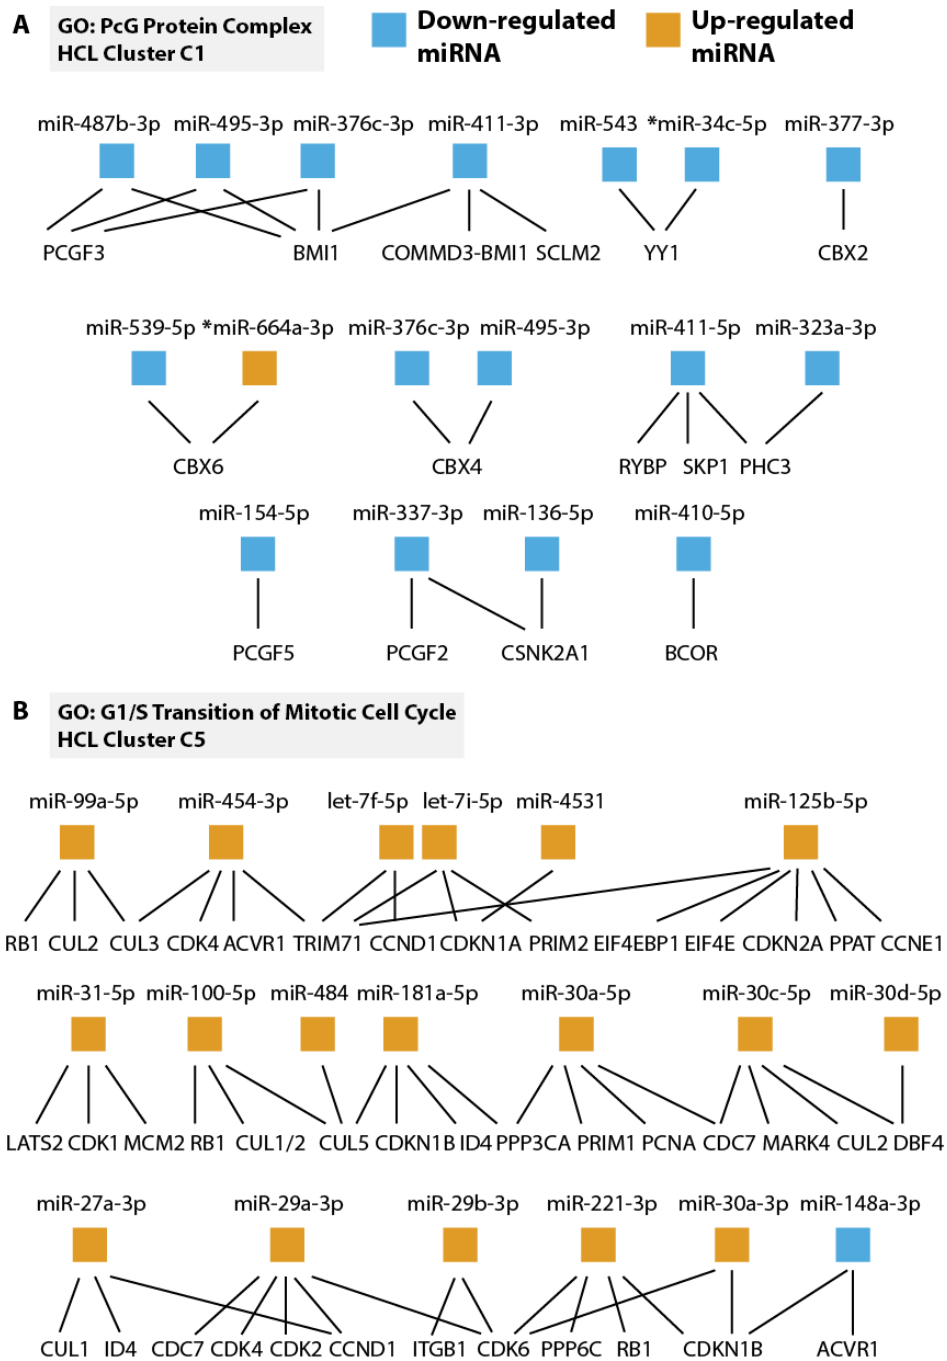 A GO: PcG Protein Complex
HCL Cluster C1
Down-regulated
miRNA
Up-regulated
miRNA
miR-487b-3p miR-495-3p miR-376c-3p miR-411-3p miR-543 *miR-34c-5p miR-377-3p
PCGF3 BMI1 COMMD3-BMI1 SCLM2 YY1 CBX2
miR-539-5p *miR-664a-3p miR-376c-3p miR-495-3p miR-411-5p miR-323a-3p
CBX6 CBX4 RYBP SKP1 PHC3
miR-154-5p miR-337-3p miR-136-5p miR-410-5p
PCGF5 PCGF2 CSNK2A1 BCOR
B GO: G1/S Transition of Mitotic Cell Cycle
HCL Cluster C5
miR-99a-5p miR-454-3p let-7f-5p let-7i-5p miR-4531 miR-125b-5p
RB1 CUL2 CUL3 CDK4 ACVR1 TRIM71 CCND1 CDKN1A PRIM2 EIF4EBP1 EIF4E CDKN2A PPAT CCNE1
miR-31-5p miR-100-5p miR-484 miR-181a-5p miR-30a-5p miR-30c-5p miR-30d-5p
LATS2 CDK1 MCM2 RB1 CUL1/2 CUL5 CDKN1B ID4 PPP3CA PRIM1 PCNA CDC7 MARK4 CUL2 DBF4
miR-27a-3p miR-29a-3p miR-29b-3p miR-221-3p miR-30a-3p miR-148a-3p
CUL1 ID4 CDC7 CDK4 CDK2 CCND1 ITGB1 CDK6 PPP6C RB1 CDKN1B ACVR1